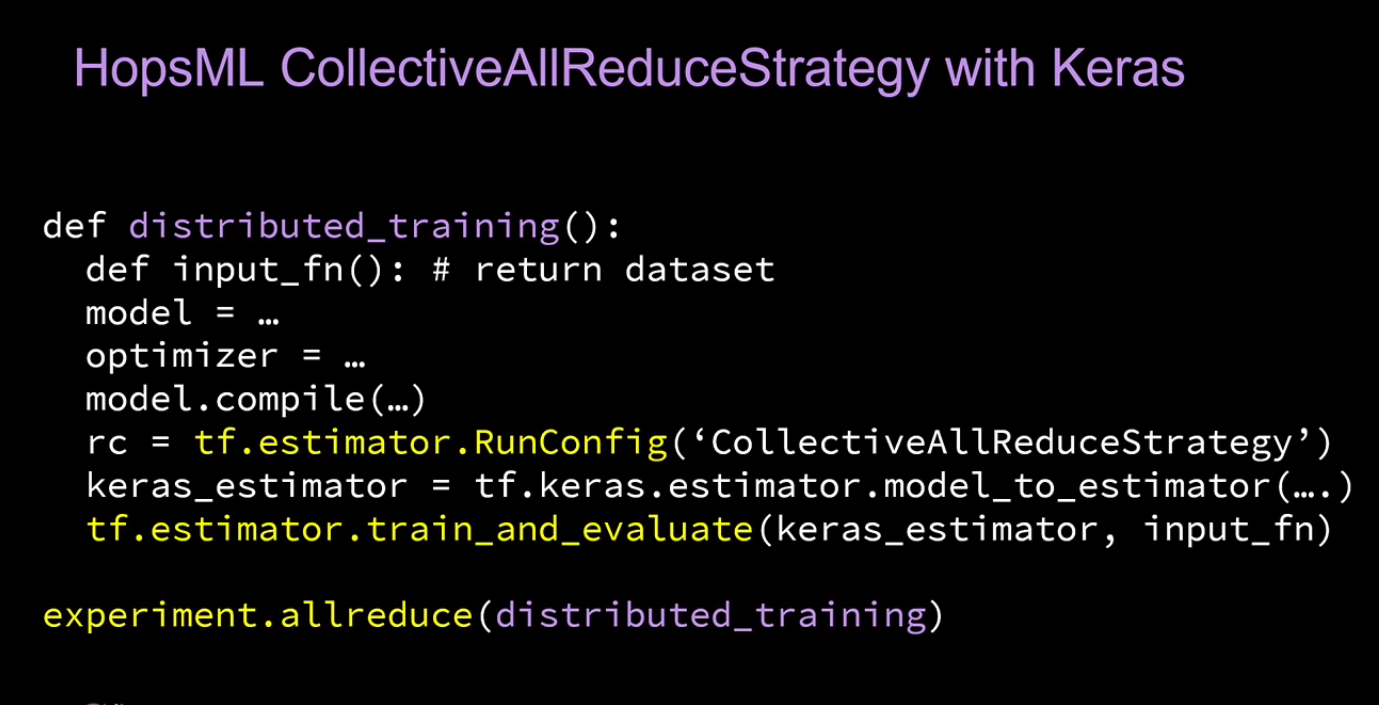 HopsML CollectiveAllReduceStrategy with Keras
def distributed_training():
def input_fn(): # return dataset
model = …
optimizer = …
model.compile(…)
rc = tf.estimator.RunConfig(‘CollectiveAllReduceStrategy’)
keras_estimator = tf.keras.estimator.model_to_estimator(….)
tf.estimator.train_and_evaluate(keras_estimator, input_fn)
experiment.allreduce(distributed_training)